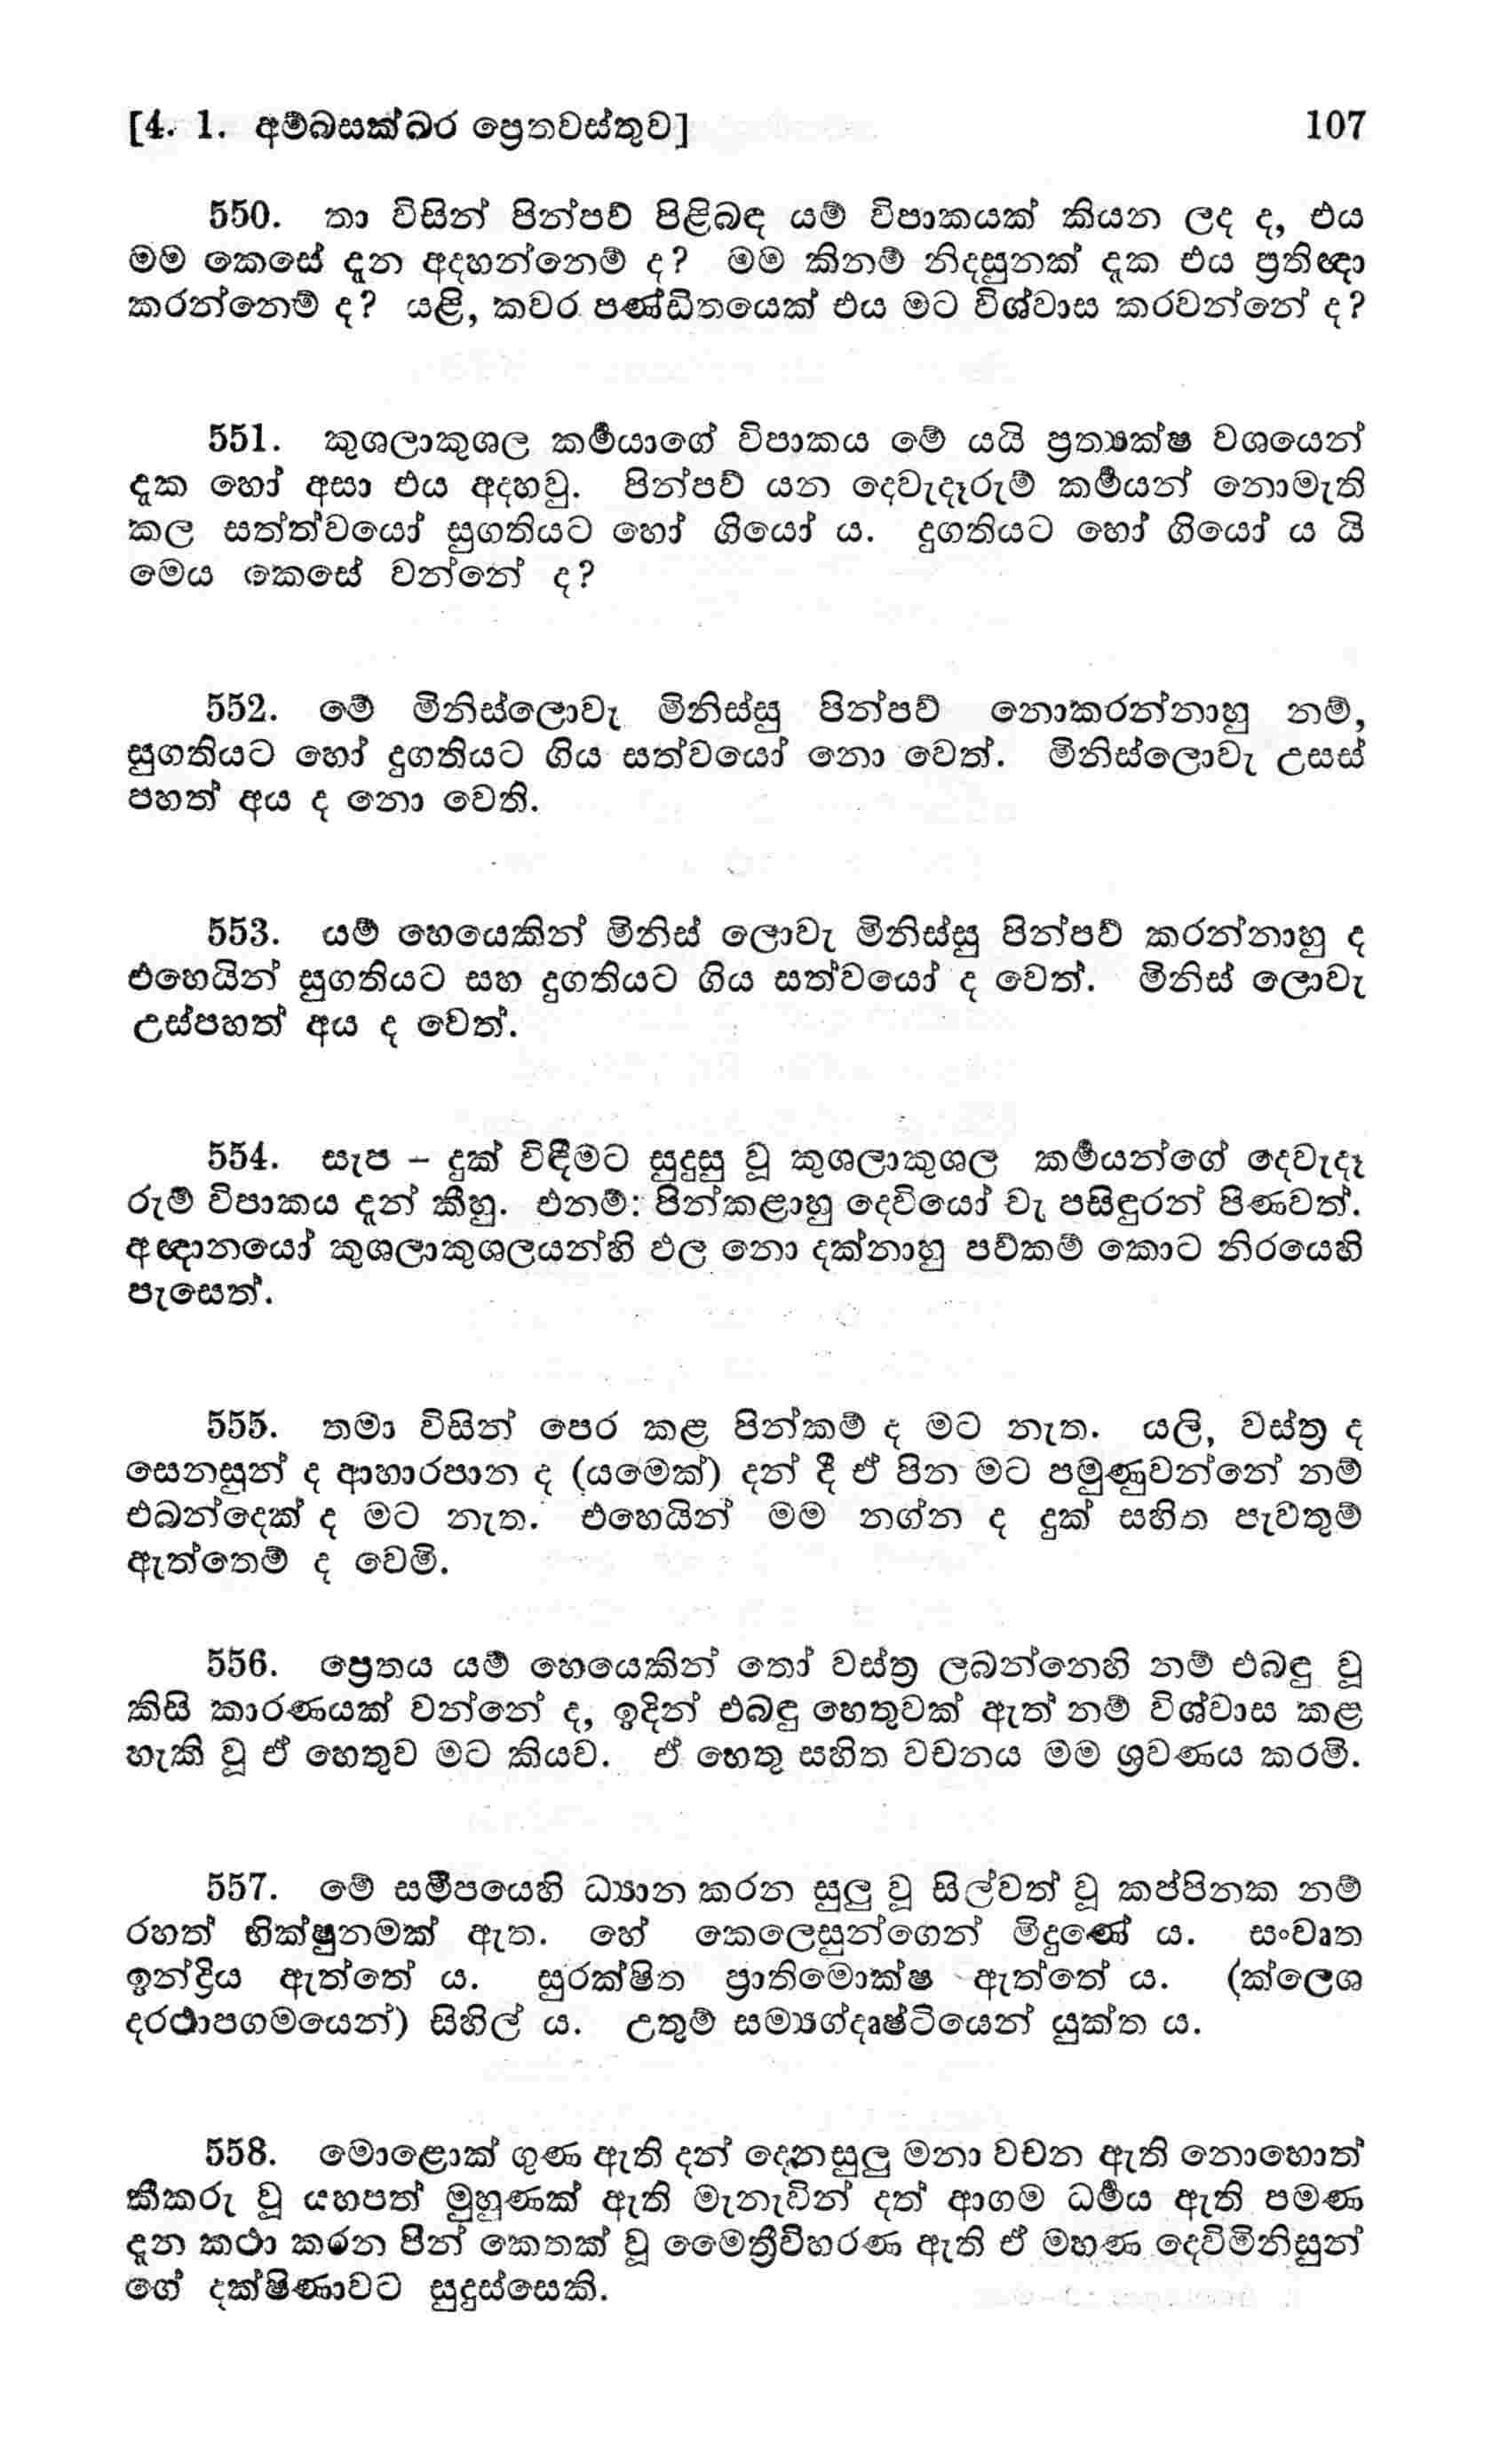 [4. 1. අම්බසක්ඛර ප්‍රෙතවස්තුව] 107
550. තා විසින් පින්පව් පිළිබඳ යම් විපාකයක් කියන ලද ද, එය
මම කෙසේ දැන අදහන්නෙම් ද? මම කිනම් නිදසුනක් දැක එය ප්‍රතිඥා
කරන්නෙම් ද? යළි, කවර පණ්ඩිතයෙක් එය මට විශ්වාස කරවන්නේ ද?
551. කුශලාකුශල කර්‍මයාගේ විපාකය මේ යයි ප්‍රත්‍යක්ෂ වශයෙන්
දැක හෝ අසා එය අදහවු. පින්පව් යන දෙවැදෑරුම් කර්‍මයන් නොමැති
කල සත්ත්වයෝ සුගතියට හෝ ගියෝ ය. දුගතියට හෝ ගියෝ ය යි
මෙය කෙසේ වන්නේ ද?
552. මේ මිනිස්ලොවැ මිනිස්සු පින්පව් නොකරන්නාහු නම්,
සුගතියට හෝ දුගතියට ගිය සත්වයෝ නො වෙත්. මිනිස්ලොවැ උසස්
පහත් අය ද නො වෙති.
553. යම් හෙයෙකින් මිනිස් ලොවැ මිනිස්සු පින්පව් කරන්නාහු ද
එහෙයින් සුගතියට සහ දුගතියට ගිය සත්වයෝ ද වෙත්. මිනිස් ලොවැ
උස්පහත් අය ද වෙත්.
554. සැප – දුක් විඳීමට සුදුසු වූ කුශලාකුශල කර්‍මයන්ගේ දෙවැදෑ
රුම් විපාකය දැන් කීහු. එනම්: පින්කළාහු දෙවියෝ වැ පසිඳුරන් පිණවත්.
අඥානයෝ කුශලාකුශලයන්හි ඵල නො දක්නාහු පව්කම් කොට නිරයෙහි
පැසෙත්.
555. තමා විසින් පෙර කළ පින්කම් ද මට නැත. යලි, වස්ත්‍ර ද
සෙනසුන් ද ආහාරපාන ද (යමෙක්) දන් දී ඒ පින මට පමුණුවන්නේ නම්
එබන්දෙක් ද මට නැත. එහෙයින් මම නග්න ද දුක් සහිත පැවතුම්
ඇත්තෙම් ද වෙමි.
556. ප්‍රෙතය යම් හෙයෙකින් තෝ වස්ත්‍ර ලබන්නෙහි නම් එබඳු වූ
කිසි කාරණයක් වන්නේ ද, ඉදින් එබඳු හෙතුවක් ඇත් නම් විශ්වාස කළ
හැකි වූ ඒ හෙතුව මට කියව. ඒ හෙතු සහිත වචනය මම ශ්‍රවණය කරමි.
557. මේ සමීපයෙහි ධ්‍යාන කරන සුලු වූ සිල්වත් වූ කප්පිනක නම්
රහත් භික්ෂුනමක් ඇත. හේ කෙලෙසුන්ගෙන් මිදුණේ ය. සංවෘත
ඉන්ද්‍රිය ඇත්තේ ය. සුරක්ෂිත ප්‍රාතිමොක්ෂ ඇත්තේ ය. (ක්ලෙශ
දරථාපගමයෙන්) සිහිල් ය. උතුම් සම්‍යග්දෘෂ්ටියෙන් යුක්ත ය.
558. මොළොක් ගුණ ඇති දන් දෙනසුලු මනා වචන ඇති නොහොත්
කීකරු වූ යහපත් මුහුණක් ඇති මැනැවින් දත් ආගම ධර්‍මය ඇති පමණ
දැන කථා කරන පින් කෙතක් වූ මෛත්‍රීවිහරණ ඇති ඒ මහණ දෙවිමිනිසුන්
ගේ දක්ෂිණාවට සුදුස්සෙකි.